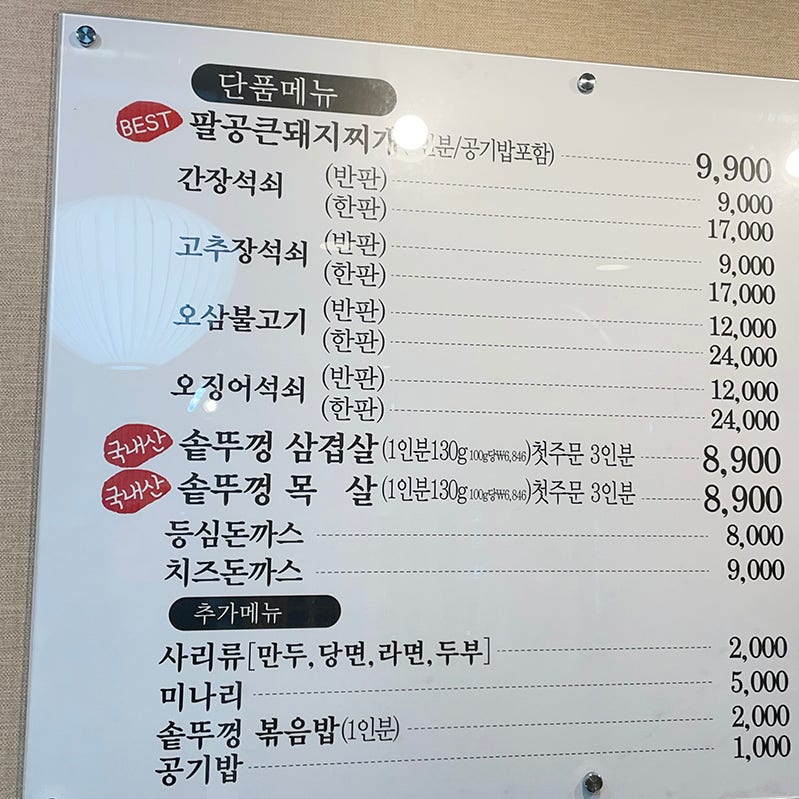 단품메뉴
BEST 팔공큰돼지찌개 인분/공기밥포함) 9,900
간장석쇠 (반판) 9,000
(한판) 17,000
고추장석쇠 (반판) 9,000
(한판) 17,000
오삼불고기 (반판) 12,000
(한판) 24,000
오징어석쇠 (반판) 12,000
(한판) 24,000
국내산 솥뚜껑 삼겹살(1인분130g 100g당₩6,846)첫주문 3인분 8,900
국내산 솥뚜껑 목 살(1인분130g 100g당₩6,846)첫주문 3인분 8,900
등심돈까스 8,000
치즈돈까스 9,000
추가메뉴
사리류[만두,당면,라면,두부] 2,000
미나리 5,000
솥뚜껑 볶음밥(1인분) 2,000
공기밥 1,000